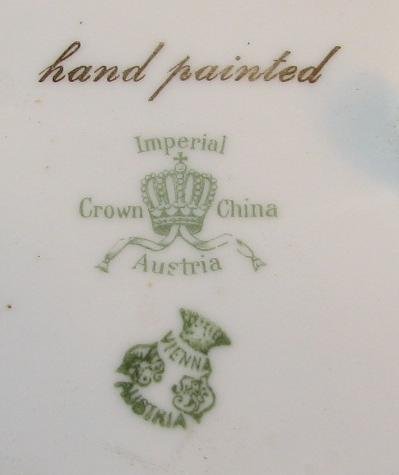 hand painted
Imperial
Crown China
Austria
VIENNA
AUSTRIA